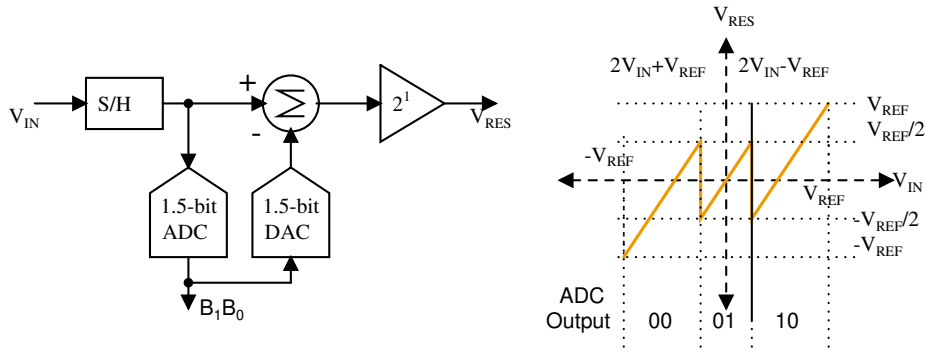 V_IN
S/H
+
-
Σ
2^1
V_RES
1.5-bit
ADC
1.5-bit
DAC
B_1B_0
V_RES
2V_IN+V_REF
2V_IN-V_REF
V_REF
V_REF/2
-V_REF
V_REF
V_IN
-V_REF/2
-V_REF
ADC
Output
00
01
10